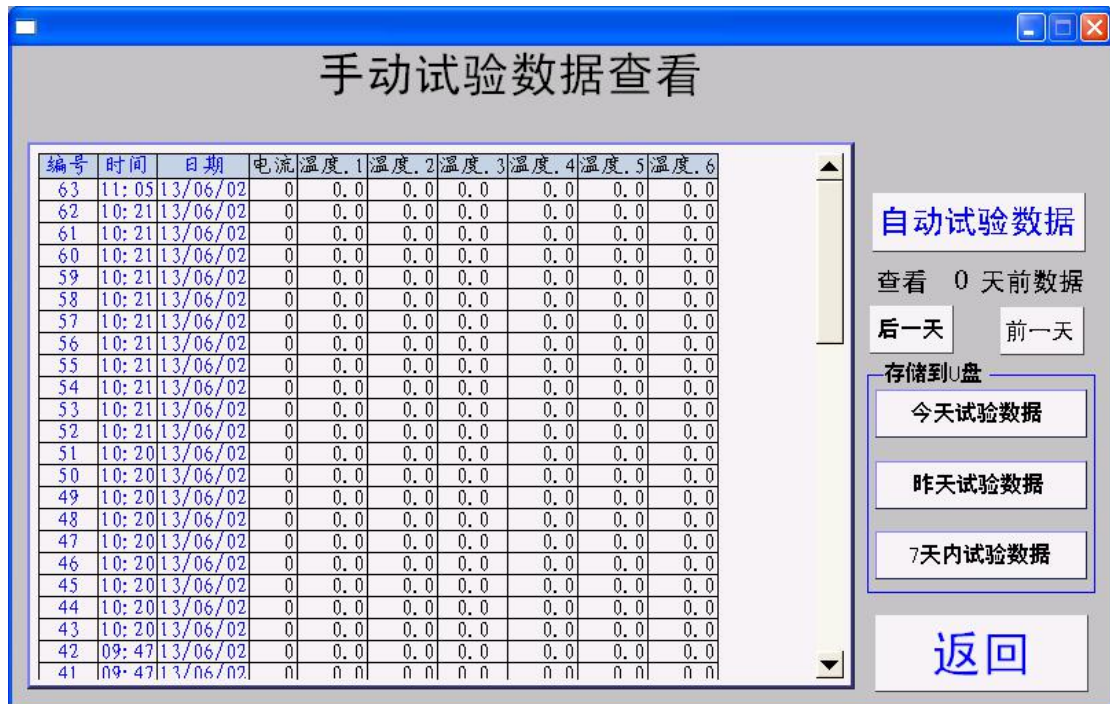 手动试验数据查看
编号 时间 日期 电流 温度.1 温度.2 温度.3 温度.4 温度.5 温度.6
63 11:05 13/06/02 0 0.0 0.0 0.0 0.0 0.0 0.0
62 10:21 13/06/02 0 0.0 0.0 0.0 0.0 0.0 0.0
61 10:21 13/06/02 0 0.0 0.0 0.0 0.0 0.0 0.0
60 10:21 13/06/02 0 0.0 0.0 0.0 0.0 0.0 0.0
59 10:21 13/06/02 0 0.0 0.0 0.0 0.0 0.0 0.0
58 10:21 13/06/02 0 0.0 0.0 0.0 0.0 0.0 0.0
57 10:21 13/06/02 0 0.0 0.0 0.0 0.0 0.0 0.0
56 10:21 13/06/02 0 0.0 0.0 0.0 0.0 0.0 0.0
55 10:21 13/06/02 0 0.0 0.0 0.0 0.0 0.0 0.0
54 10:21 13/06/02 0 0.0 0.0 0.0 0.0 0.0 0.0
53 10:21 13/06/02 0 0.0 0.0 0.0 0.0 0.0 0.0
52 10:21 13/06/02 0 0.0 0.0 0.0 0.0 0.0 0.0
51 10:20 13/06/02 0 0.0 0.0 0.0 0.0 0.0 0.0
50 10:20 13/06/02 0 0.0 0.0 0.0 0.0 0.0 0.0
49 10:20 13/06/02 0 0.0 0.0 0.0 0.0 0.0 0.0
48 10:20 13/06/02 0 0.0 0.0 0.0 0.0 0.0 0.0
47 10:20 13/06/02 0 0.0 0.0 0.0 0.0 0.0 0.0
46 10:20 13/06/02 0 0.0 0.0 0.0 0.0 0.0 0.0
45 10:20 13/06/02 0 0.0 0.0 0.0 0.0 0.0 0.0
44 10:20 13/06/02 0 0.0 0.0 0.0 0.0 0.0 0.0
43 10:20 13/06/02 0 0.0 0.0 0.0 0.0 0.0 0.0
42 09:47 13/06/02 0 0.0 0.0 0.0 0.0 0.0 0.0
41 09:47 13/06/02 0 0.0 0.0 0.0 0.0 0.0 0.0
自动试验数据
查看 0 天前数据
后一天 前一天
存储到U盘
今天试验数据
昨天试验数据
7天内试验数据
返回